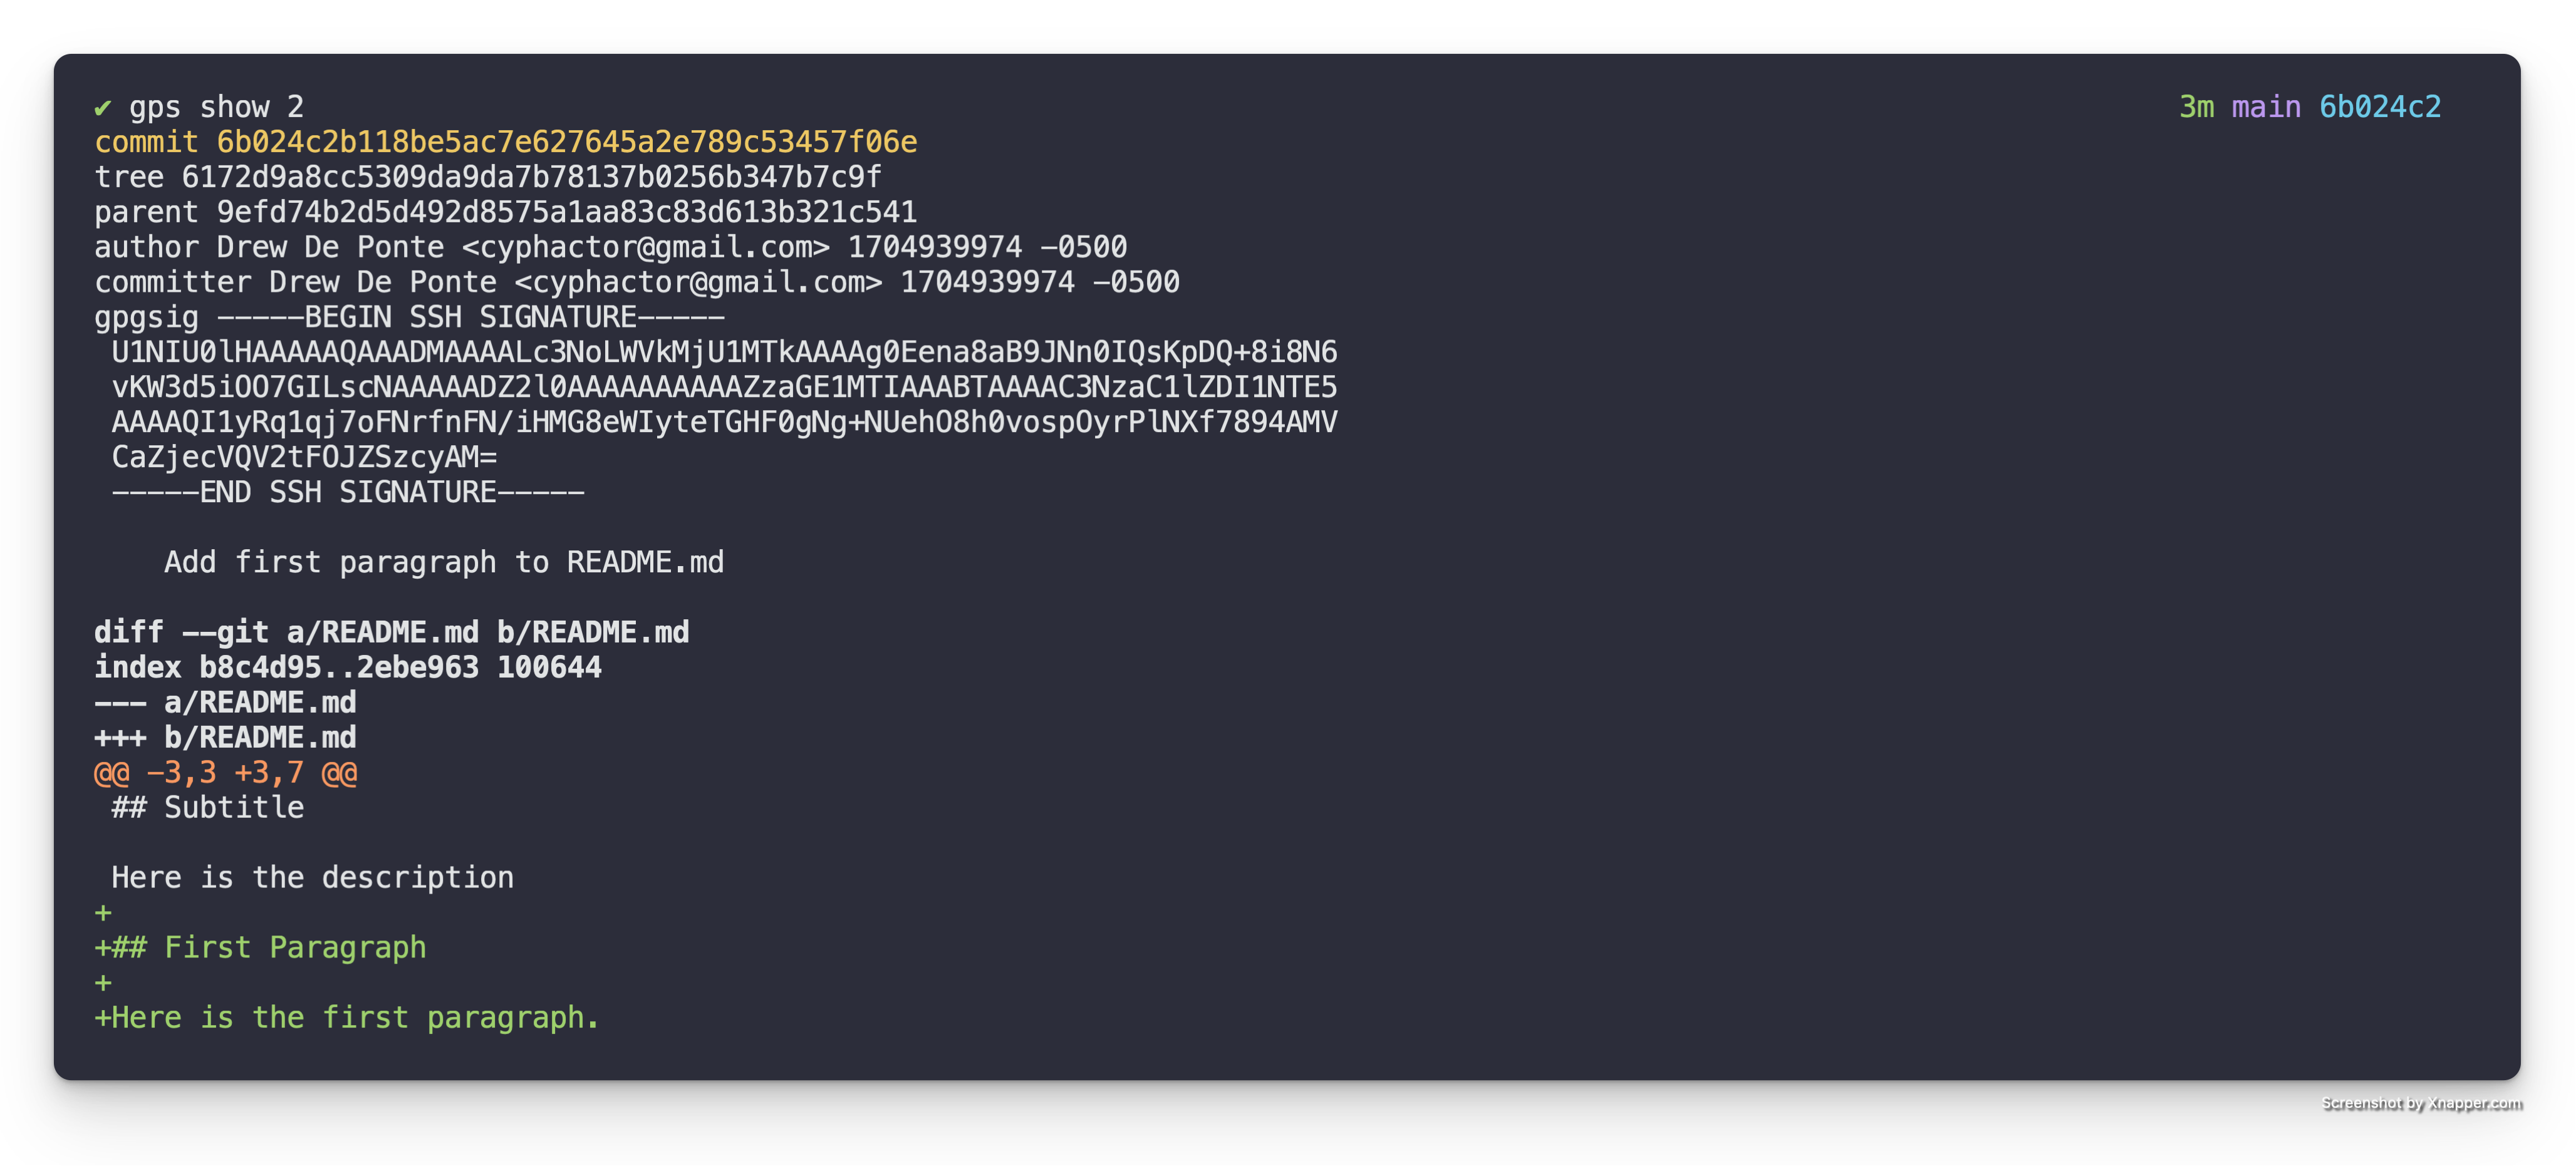 ✔ gps show 2 3m main 6b024c2
commit 6b024c2b118be5ac7e627645a2e789c53457f06e
tree 6172d9a8cc5309da9da7b78137b0256b347b7c9f
parent 9efd74b2d5d492d8575a1aa83c83d613b321c541
author Drew De Ponte <cyphactor@gmail.com> 1704939974 -0500
committer Drew De Ponte <cyphactor@gmail.com> 1704939974 -0500
gpgsig -----BEGIN SSH SIGNATURE-----
 U1NIU0lHAAAAAQAAADMAAAALc3NoLWVkMjU1MTkAAAAg0Eena8aB9JNn0IQsKpDQ+8i8N6
 vKW3d5iOO7GILscNAAAAADZ2l0AAAAAAAAAAZzaGE1MTIAAABTAAAAC3NzaC1lZDI1NTE5
 AAAAQI1yRq1qj7oFNrfnFN/iHMG8eWIyteTGHF0gNg+NUehO8h0vospOyrPlNXf7894AMV
 CaZjecVQV2tFOJZSzcyAM=
 -----END SSH SIGNATURE-----
    Add first paragraph to README.md
diff --git a/README.md b/README.md
index b8c4d95..2ebe963 100644
--- a/README.md
+++ b/README.md
@@ -3,3 +3,7 @@
 ## Subtitle
 Here is the description
+
+## First Paragraph
+
+Here is the first paragraph.
Screenshot by Xnapper.com